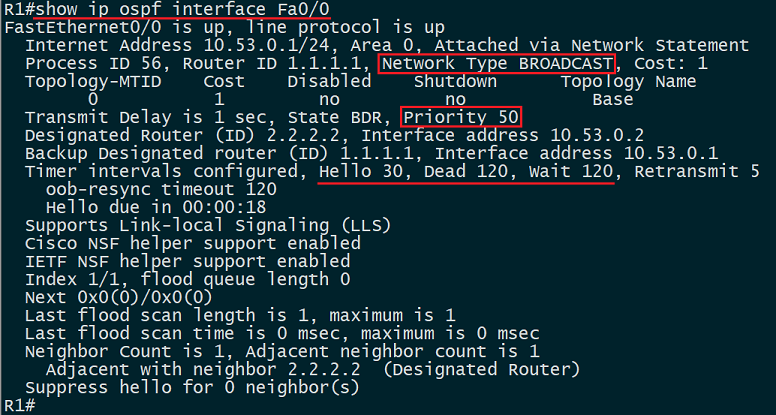 R1#show ip ospf interface Fa0/0
FastEthernet0/0 is up, line protocol is up
Internet Address 10.53.0.1/24, Area 0, Attached via Network Statement
Process ID 56, Router ID 1.1.1.1, Network Type BROADCAST, Cost: 1
Topology-MTID Cost Disabled Shutdown Topology Name
0 1 no no Base
Transmit Delay is 1 sec, State BDR, Priority 50
Designated Router (ID) 2.2.2.2, Interface address 10.53.0.2
Backup Designated router (ID) 1.1.1.1, Interface address 10.53.0.1
Timer intervals configured, Hello 30, Dead 120, Wait 120, Retransmit 5
oob-resync timeout 120
Hello due in 00:00:18
Supports Link-local Signaling (LLS)
Cisco NSF helper support enabled
IETF NSF helper support enabled
Index 1/1, flood queue length 0
Next 0x0(0)/0x0(0)
Last flood scan length is 1, maximum is 1
Last flood scan time is 0 msec, maximum is 0 msec
Neighbor Count is 1, Adjacent neighbor count is 1
Adjacent with neighbor 2.2.2.2 (Designated Router)
Suppress hello for 0 neighbor(s)
R1#